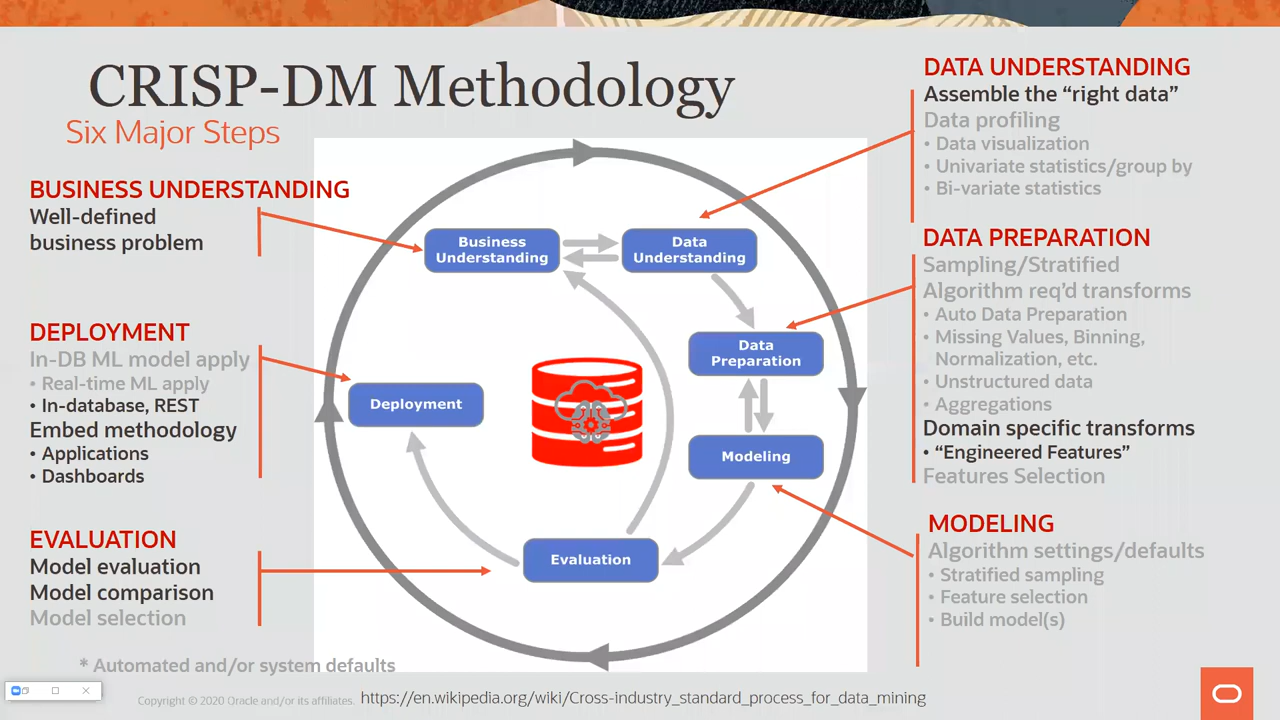 CRISP-DM Methodology
Six Major Steps
BUSINESS UNDERSTANDING
Well-defined
business problem
DEPLOYMENT
In-DB ML model apply
• Real-time ML apply
• In-database, REST
Embed methodology
• Applications
• Dashboards
EVALUATION
Model evaluation
Model comparison
Model selection
* Automated and/or system defaults
Business
Understanding
Data
Understanding
Data
Preparation
Modeling
Evaluation
Deployment
DATA UNDERSTANDING
Assemble the “right data”
Data profiling
• Data visualization
• Univariate statistics/group by
• Bi-variate statistics
DATA PREPARATION
Sampling/Stratified
Algorithm req’d transforms
• Auto Data Preparation
• Missing Values, Binning,
Normalization, etc.
• Unstructured data
• Aggregations
Domain specific transforms
• “Engineered Features”
Features Selection
MODELING
Algorithm settings/defaults
• Stratified sampling
• Feature selection
• Build model(s)
Copyright © 2020 Oracle and/or its affiliates.
https://en.wikipedia.org/wiki/Cross-industry_standard_process_for_data_mining